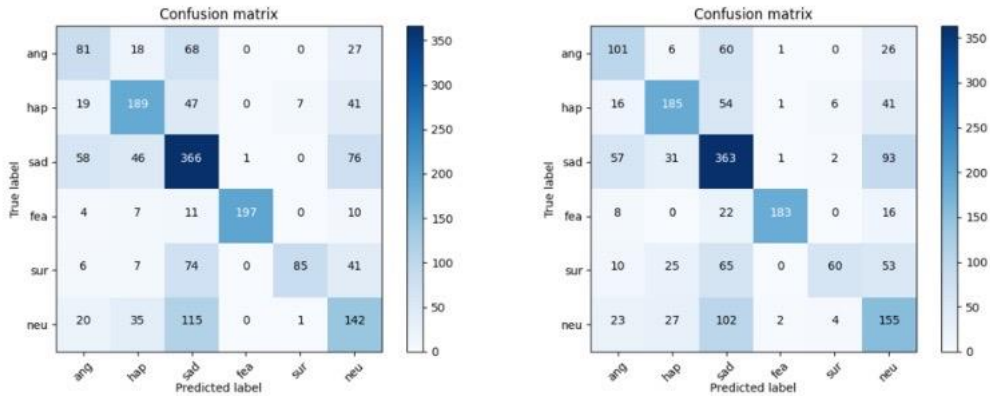 Confusion matrix
350
ang 81 18 68 0 0 27
300
hap 19 189 47 0 7 41
250
sad 58 46 366 1 0 76
200
True label
fea 4 7 11 197 0 10
150
100
sur 6 7 74 0 85 41
50
neu 20 35 115 0 1 142
0
ang hap sad fea sur neu
Predicted label
Confusion matrix
350
ang 101 6 60 1 0 26
300
hap 16 185 54 1 6 41
250
sad 57 31 363 1 2 93
200
True label
fea 8 0 22 183 0 16
150
100
sur 10 25 65 0 60 53
50
neu 23 27 102 2 4 155
0
ang hap sad fea sur neu
Predicted label